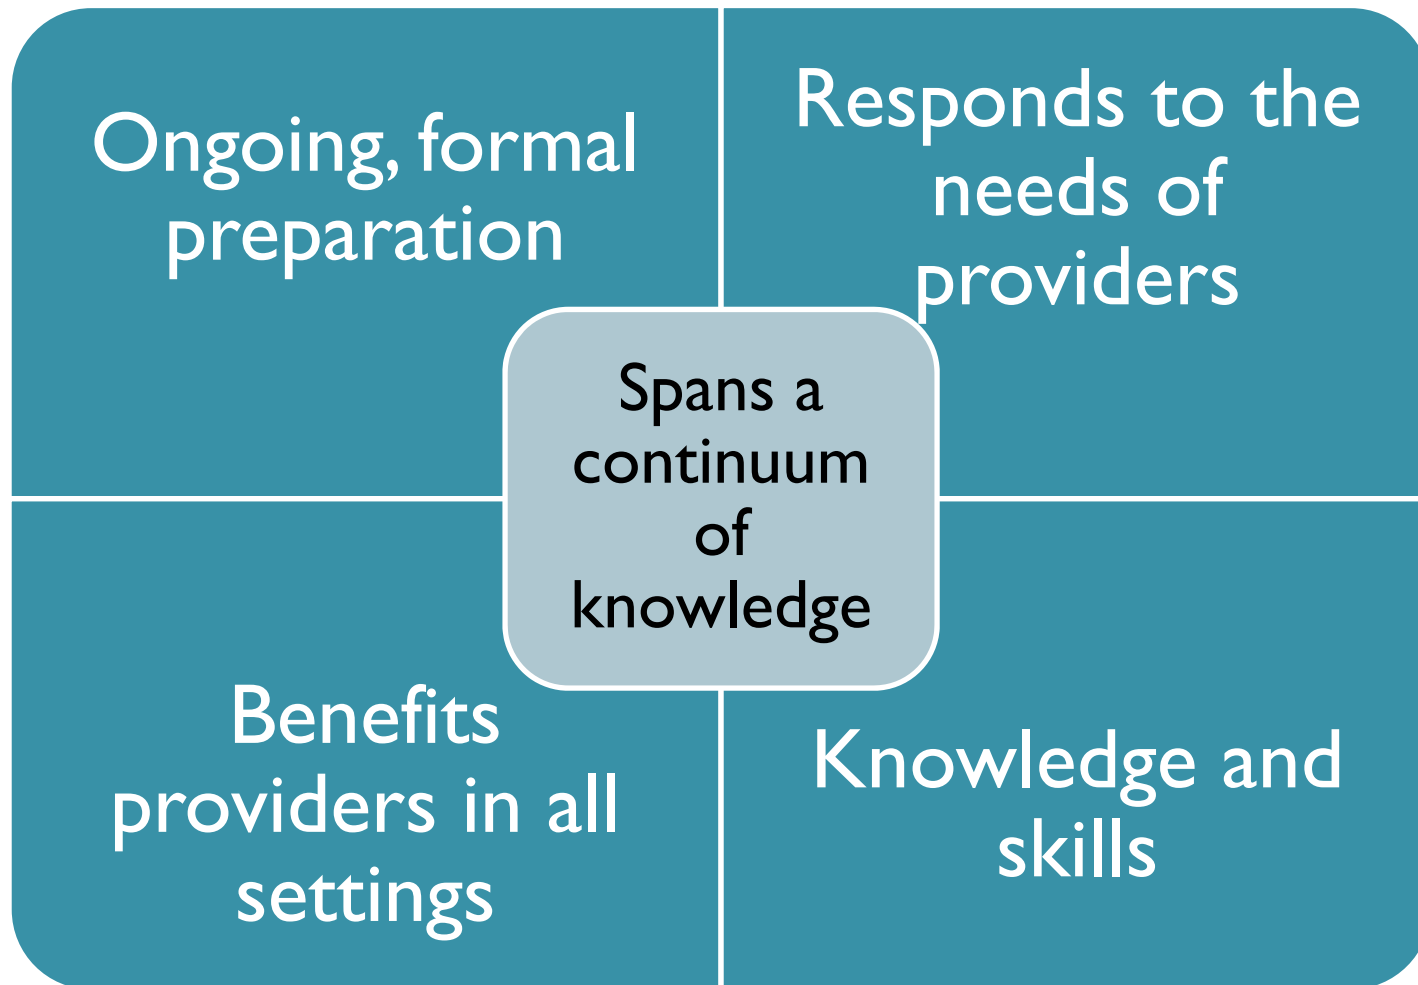 Ongoing, formal
preparation
Responds to the
needs of
providers
Spans a
continuum
of
knowledge
Benefits
providers in all
settings
Knowledge and
skills